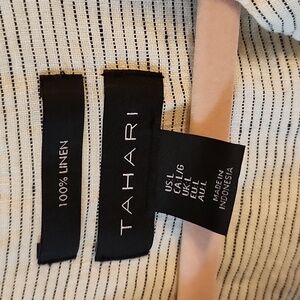 100% LINEN
TAHARI
US L
CA L/G
UK L
EU L
AU L
MADE IN
INDONESIA